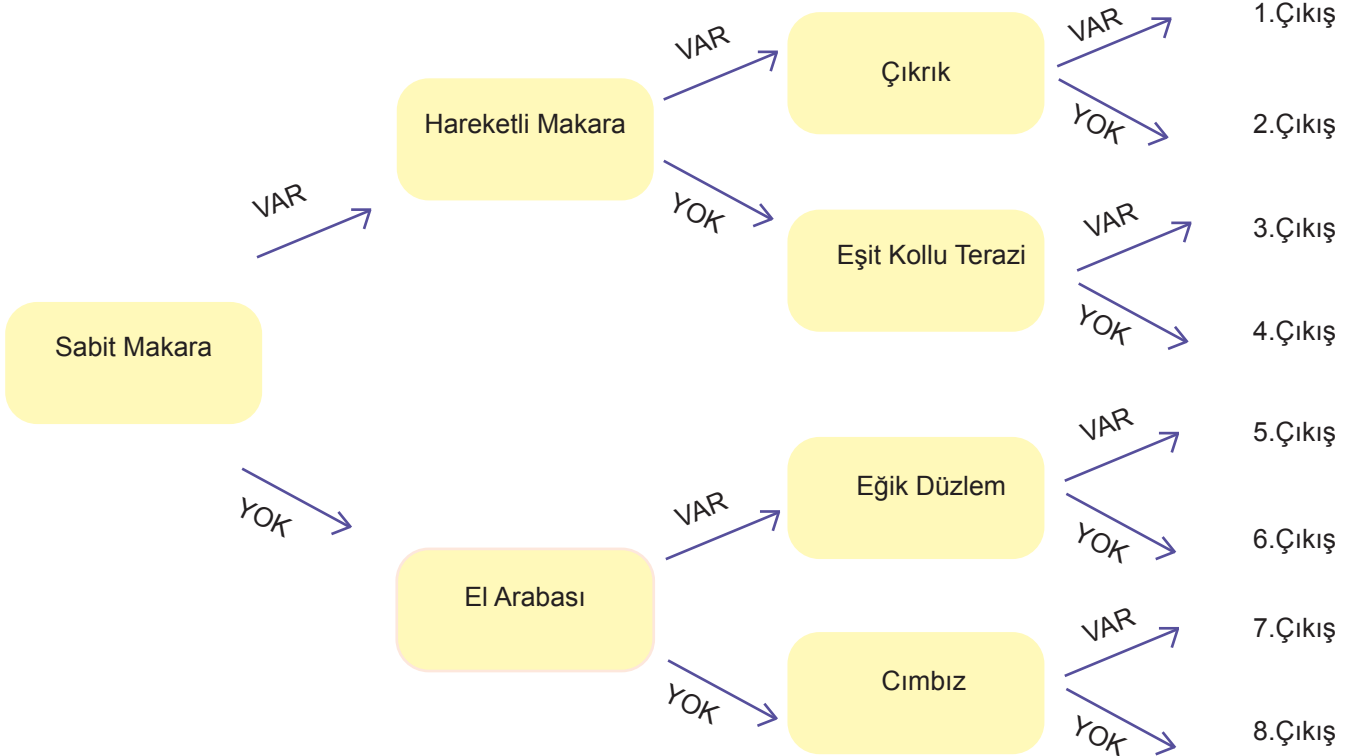 Sabit Makara
VAR
YOK
Hareketli Makara
VAR
YOK
El Arabası
VAR
YOK
Çıkrık
VAR
YOK
Eşit Kollu Terazi
VAR
YOK
Eğik Düzlem
VAR
YOK
Cımbız
VAR
YOK
1.Çıkış
2.Çıkış
3.Çıkış
4.Çıkış
5.Çıkış
6.Çıkış
7.Çıkış
8.Çıkış